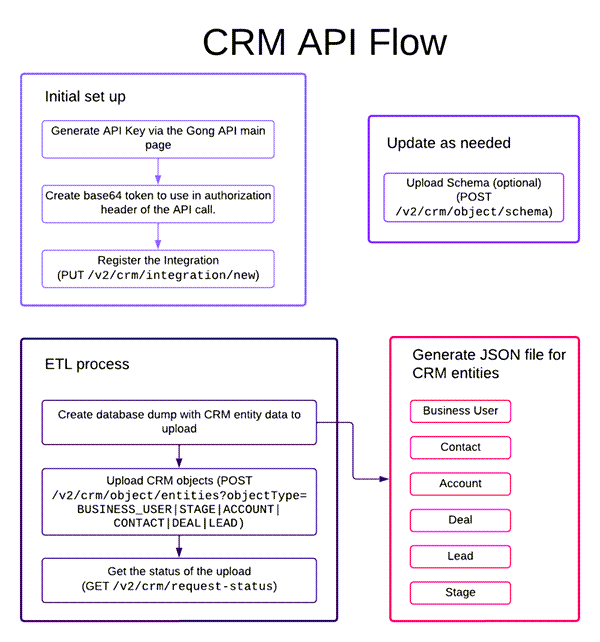 CRM API Flow
Initial set up
Generate API Key via the Gong API main
page
Create base64 token to use in authorization
header of the API call.
Register the Integration
(PUT /v2/crm/integration/new)
Update as needed
Upload Schema (optional)
(POST
/v2/crm/object/schema)
ETL process
Create database dump with CRM entity data to
upload
Upload CRM objects (POST
/v2/crm/object/entities?objectType=
BUSINESS_USER|STAGE|ACCOUNT|
CONTACT|DEAL|LEAD)
Get the status of the upload
(GET /v2/crm/request-status)
Generate JSON file for
CRM entities
Business User
Contact
Account
Deal
Lead
Stage